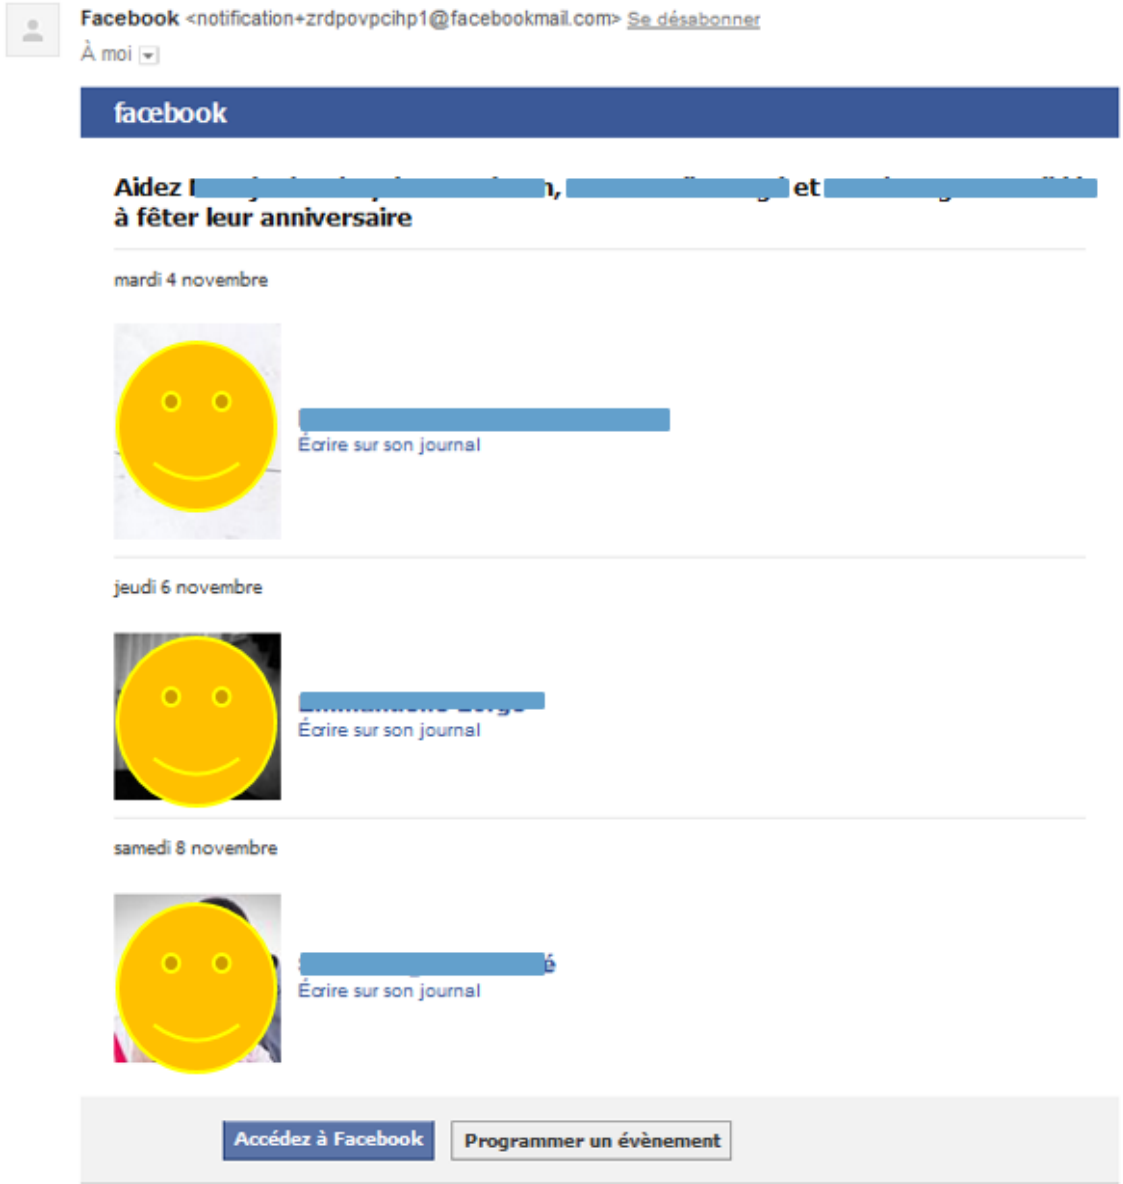 Facebook <notification+zrdpovpcihp1@facebookmail.com> Se désabonner
À moi
facebook
Aidez et
à fêter leur anniversaire
mardi 4 novembre
Écrire sur son journal
jeudi 6 novembre
Écrire sur son journal
samedi 8 novembre
Écrire sur son journal
Accédez à Facebook Programmer un évènement